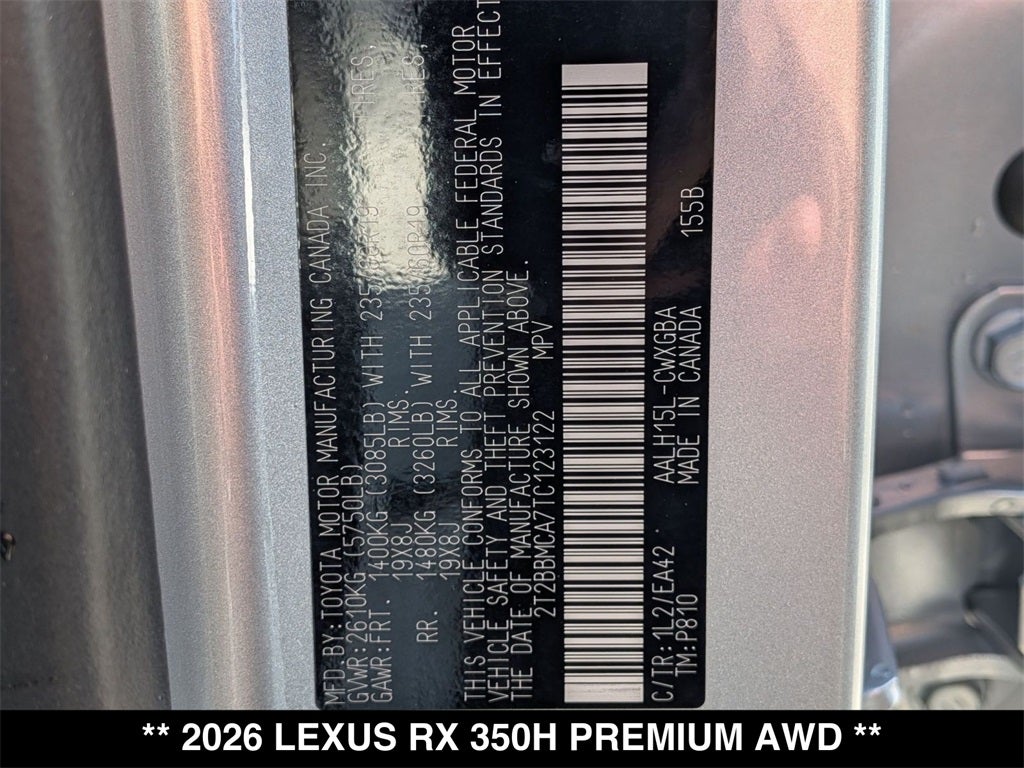 MFD.BY:TOYOTA MOTOR MANUFACTURING CANADA INC.
GVWR:2610KG(5750LB)
GAWR:FRT. 1400KG(3085LB)WITH 235/ TIRES,
19X8J RIMS.
RR. 1480KG(3260LB)WITH 235
19X8J RIMS
THIS VEHICLE CONFORMS TO ALL APPLICABLE FEDERAL MOTOR
VEHICLE SAFETY AND THEFT PREVENTION STANDARDS IN EFFECT
THE DATE OF MANUFACTURE SHOWN ABOVE.
2T2BBMCA7TC123122 MPV
C/TR:1L2/EA42 AALH15L-CWXGBA 155B
TM:P810 MADE IN CANADA
** 2026 LEXUS RX 350H PREMIUM AWD **